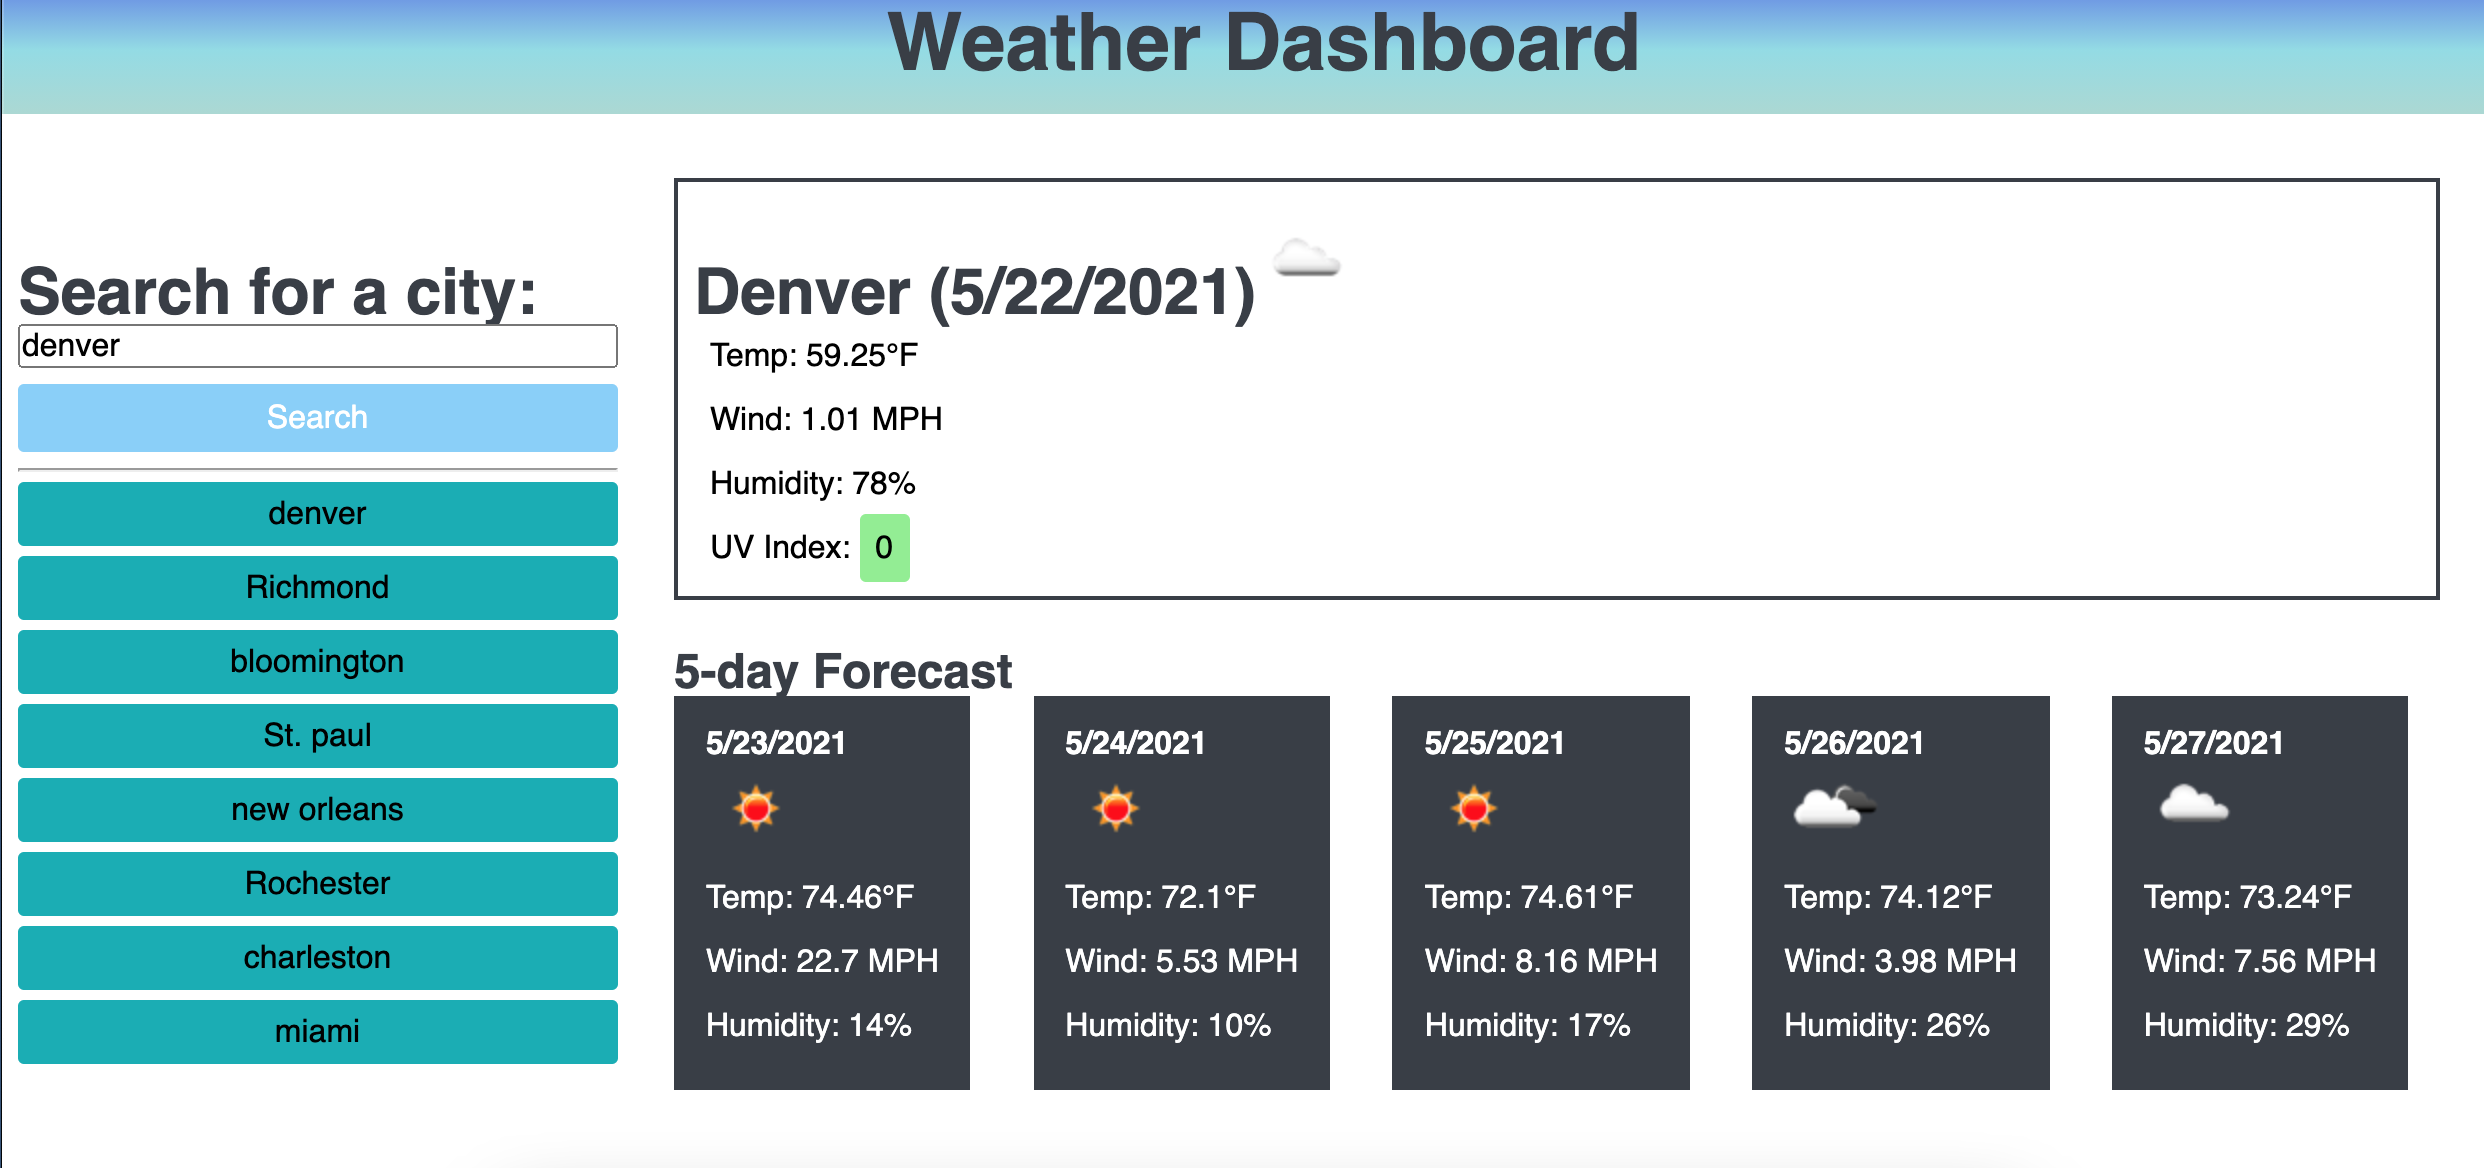 Weather Dashboard
Search for a city:
denver
Search
denver
Richmond
bloomington
St. paul
new orleans
Rochester
charleston
miami
Denver (5/22/2021)
Temp: 59.25°F
Wind: 1.01 MPH
Humidity: 78%
UV Index: 0
5-day Forecast
5/23/2021
Temp: 74.46°F
Wind: 22.7 MPH
Humidity: 14%
5/24/2021
Temp: 72.1°F
Wind: 5.53 MPH
Humidity: 10%
5/25/2021
Temp: 74.61°F
Wind: 8.16 MPH
Humidity: 17%
5/26/2021
Temp: 74.12°F
Wind: 3.98 MPH
Humidity: 26%
5/27/2021
Temp: 73.24°F
Wind: 7.56 MPH
Humidity: 29%